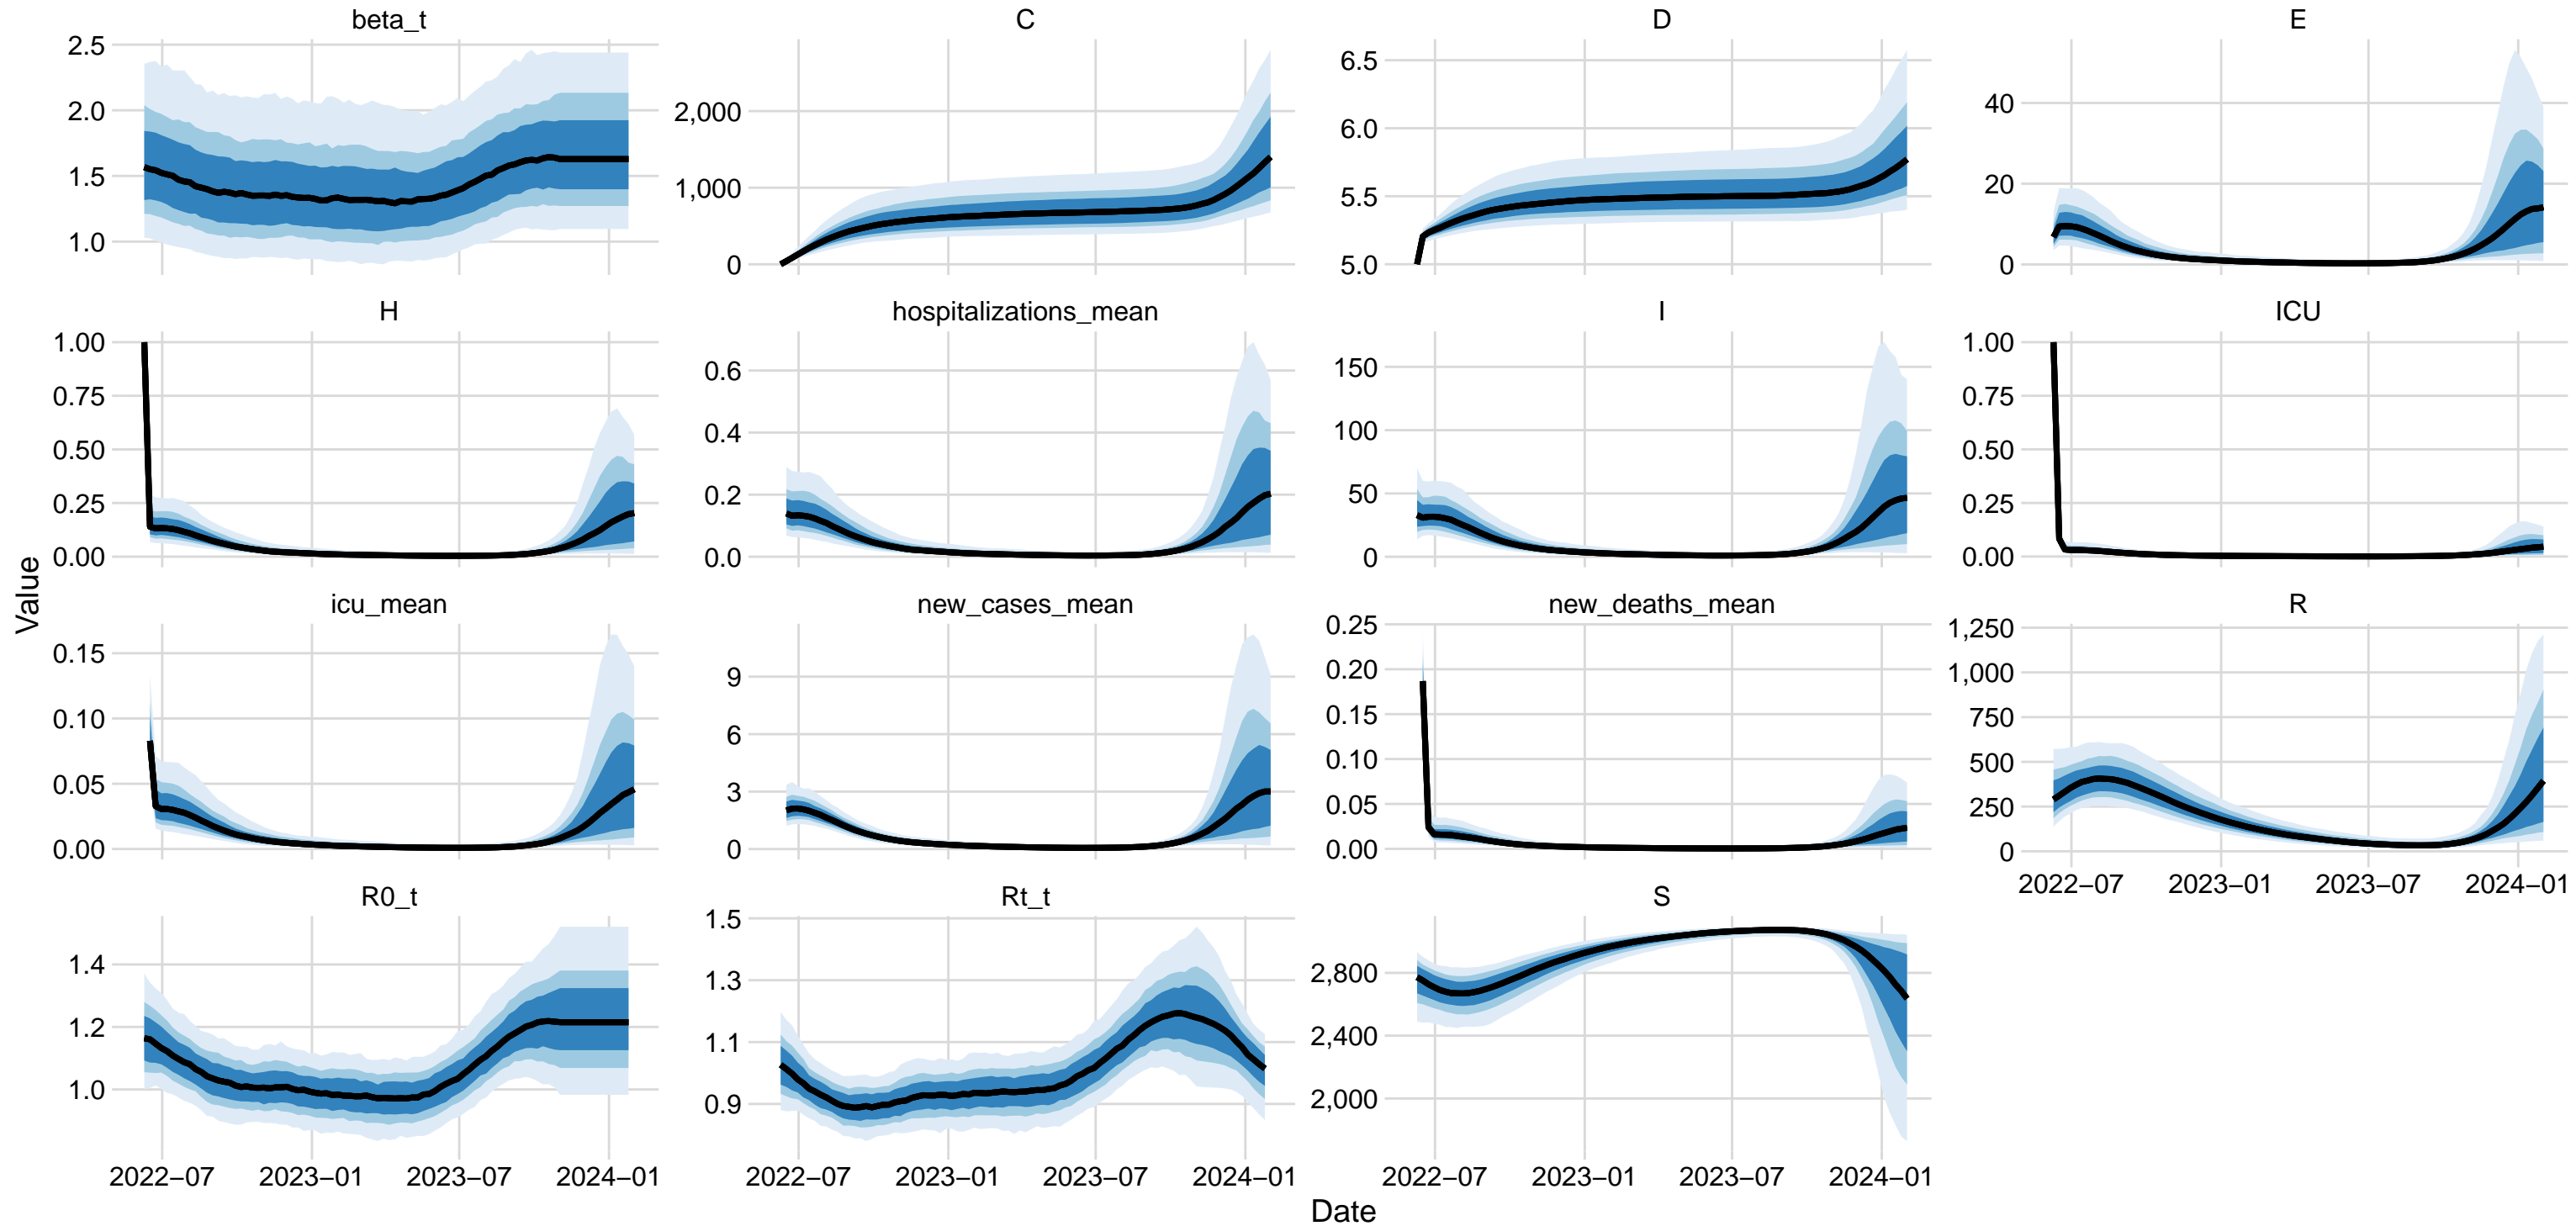 beta_t
C
D
E
2.5
2.0
1.5
1.0
2,000
1,000
0
6.5
6.0
5.5
5.0
40
20
0
H
hospitalizations_mean
I
ICU
1.00
0.75
0.50
0.25
0.00
0.6
0.4
0.2
0.0
150
100
50
0
1.00
0.75
0.50
0.25
0.00
Value
icu_mean
new_cases_mean
new_deaths_mean
R
0.15
0.10
0.05
0.00
9
6
3
0
0.25
0.20
0.15
0.10
0.05
0.00
1,250
1,000
750
500
250
0
2022−07 2023−01 2023−07 2024−01
R0_t
Rt_t
S
1.4
1.2
1.0
1.5
1.3
1.1
0.9
2,800
2,400
2,000
2022−07 2023−01 2023−07 2024−01
2022−07 2023−01 2023−07 2024−01
2022−07 2023−01 2023−07 2024−01
Date